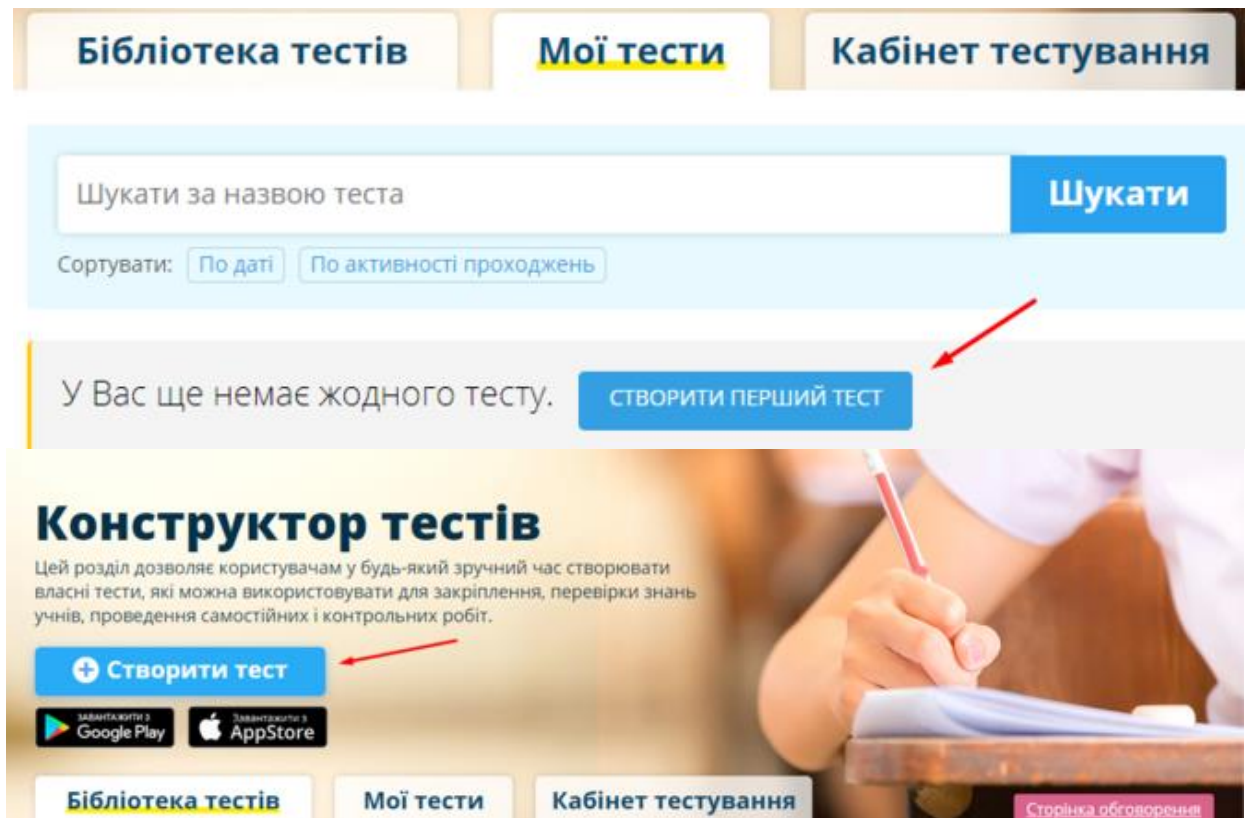 Бібліотека тестів
Мої тести
Кабінет тестування
Шукати за назвою теста
Шукати
Сортувати: По даті По активності проходжень
У Вас ще немає жодного тесту. СТВОРИТИ ПЕРШИЙ ТЕСТ
Конструктор тестів
Цей розділ дозволяє користувачам у будь-який зручний час створювати
власні тести, які можна використовувати для закріплення, перевірки знань
учнів, проведення самостійних і контрольних робіт.
Створити тест
ЗАВАНТАЖИТИ З
Google Play
Завантажити з
AppStore
Бібліотека тестів
Мої тести
Кабінет тестування
Сторінка обговорення